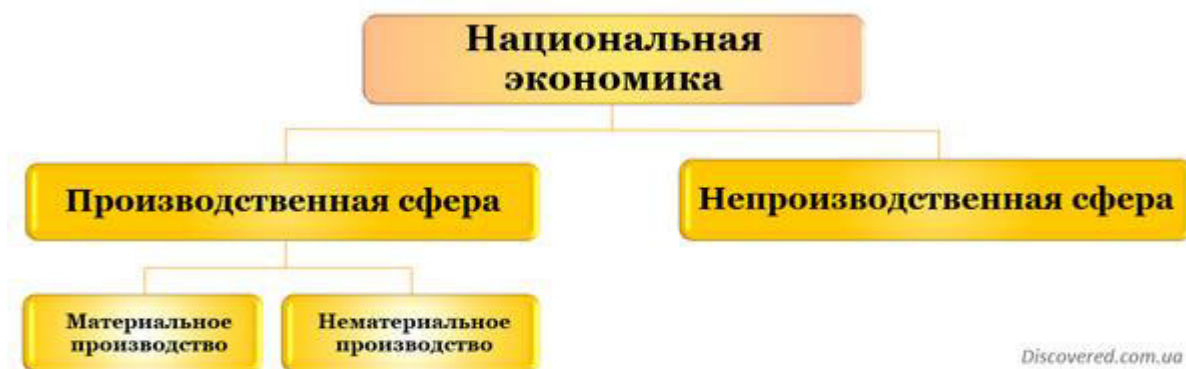 Национальная
экономика
Производственная сфера
Непроизводственная сфера
Материальное
производство
Нематериальное
производство
Discovered.com.ua